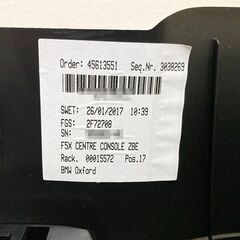 Order: 45613551 Seq.Nr. 3038269
SWET: 26/01/2017 10:39
FGS: 2F72708
SN:
F5X CENTRE CONSOLE ZBE
Rack. 00015572 Pos.17
BMW Oxford